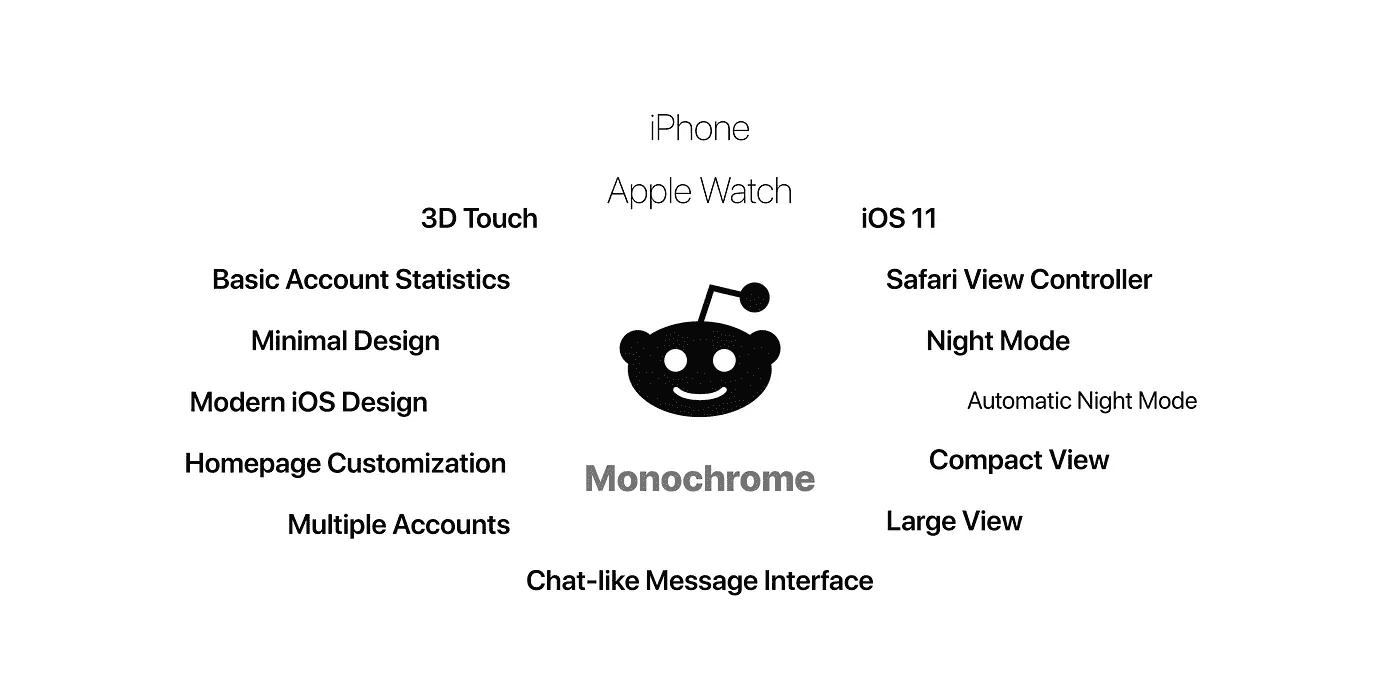 iPhone
Apple Watch
3D Touch
iOS 11
Basic Account Statistics
Safari View Controller
Minimal Design
Night Mode
Modern iOS Design
Automatic Night Mode
Homepage Customization
Compact View
Monochrome
Multiple Accounts
Large View
Chat-like Message Interface